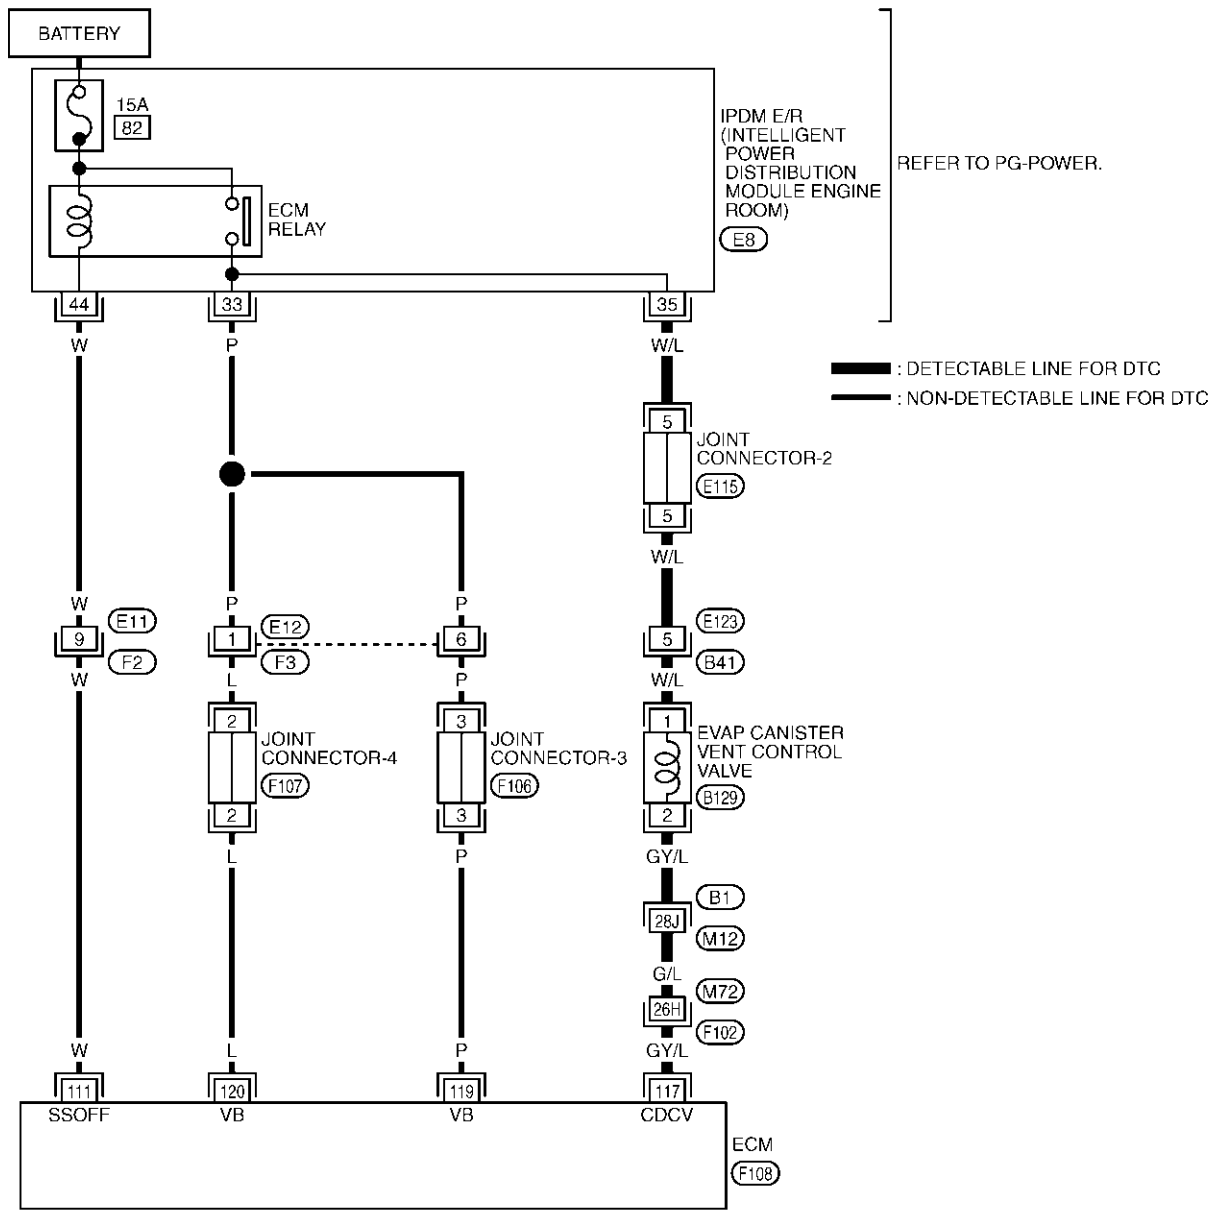 BATTERY
15A
82
ECM
RELAY
IPDM E/R
(INTELLIGENT
POWER
DISTRIBUTION
MODULE ENGINE
ROOM)
E8
REFER TO PG-POWER.
44
33
35
W
P
W/L
: DETECTABLE LINE FOR DTC
: NON-DETECTABLE LINE FOR DTC
5
JOINT
CONNECTOR-2
E115
5
W/L
W
P
P
9
E11
F2
1
E12
F3
6
5
E123
B41
W
L
P
W/L
2
JOINT
CONNECTOR-4
F107
2
3
JOINT
CONNECTOR-3
F106
3
1
EVAP CANISTER
VENT CONTROL
VALVE
B129
2
L
P
GY/L
28J
B1
M12
G/L
26H
M72
F102
W
L
P
GY/L
111
120
119
117
SSOFF
VB
VB
CDCV
ECM
F108